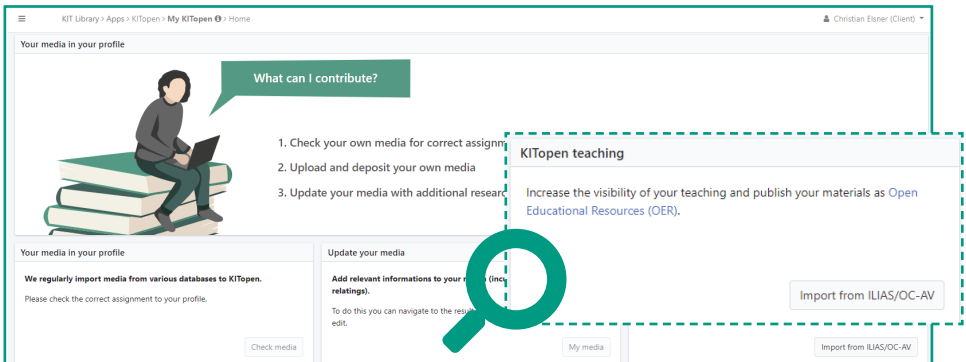 KIT Library > Apps > KITopen > My KITopen > Home
Christian Elsner (Client)
Your media in your profile
What can I contribute?
1. Check your own media for correct assignm
2. Upload and deposit your own media
3. Update your media with additional researc
KITopen teaching
Increase the visibility of your teaching and publish your materials as Open
Educational Resources (OER).
Import from ILIAS/OC-AV
Your media in your profile
We regularly import media from various databases to KITopen.
Please check the correct assignment to your profile.
Check media
Update your media
Add relevant informations to your (incl
relatings).
To do this you can navigate to the
edit.
My media
Import from ILIAS/OC-AV